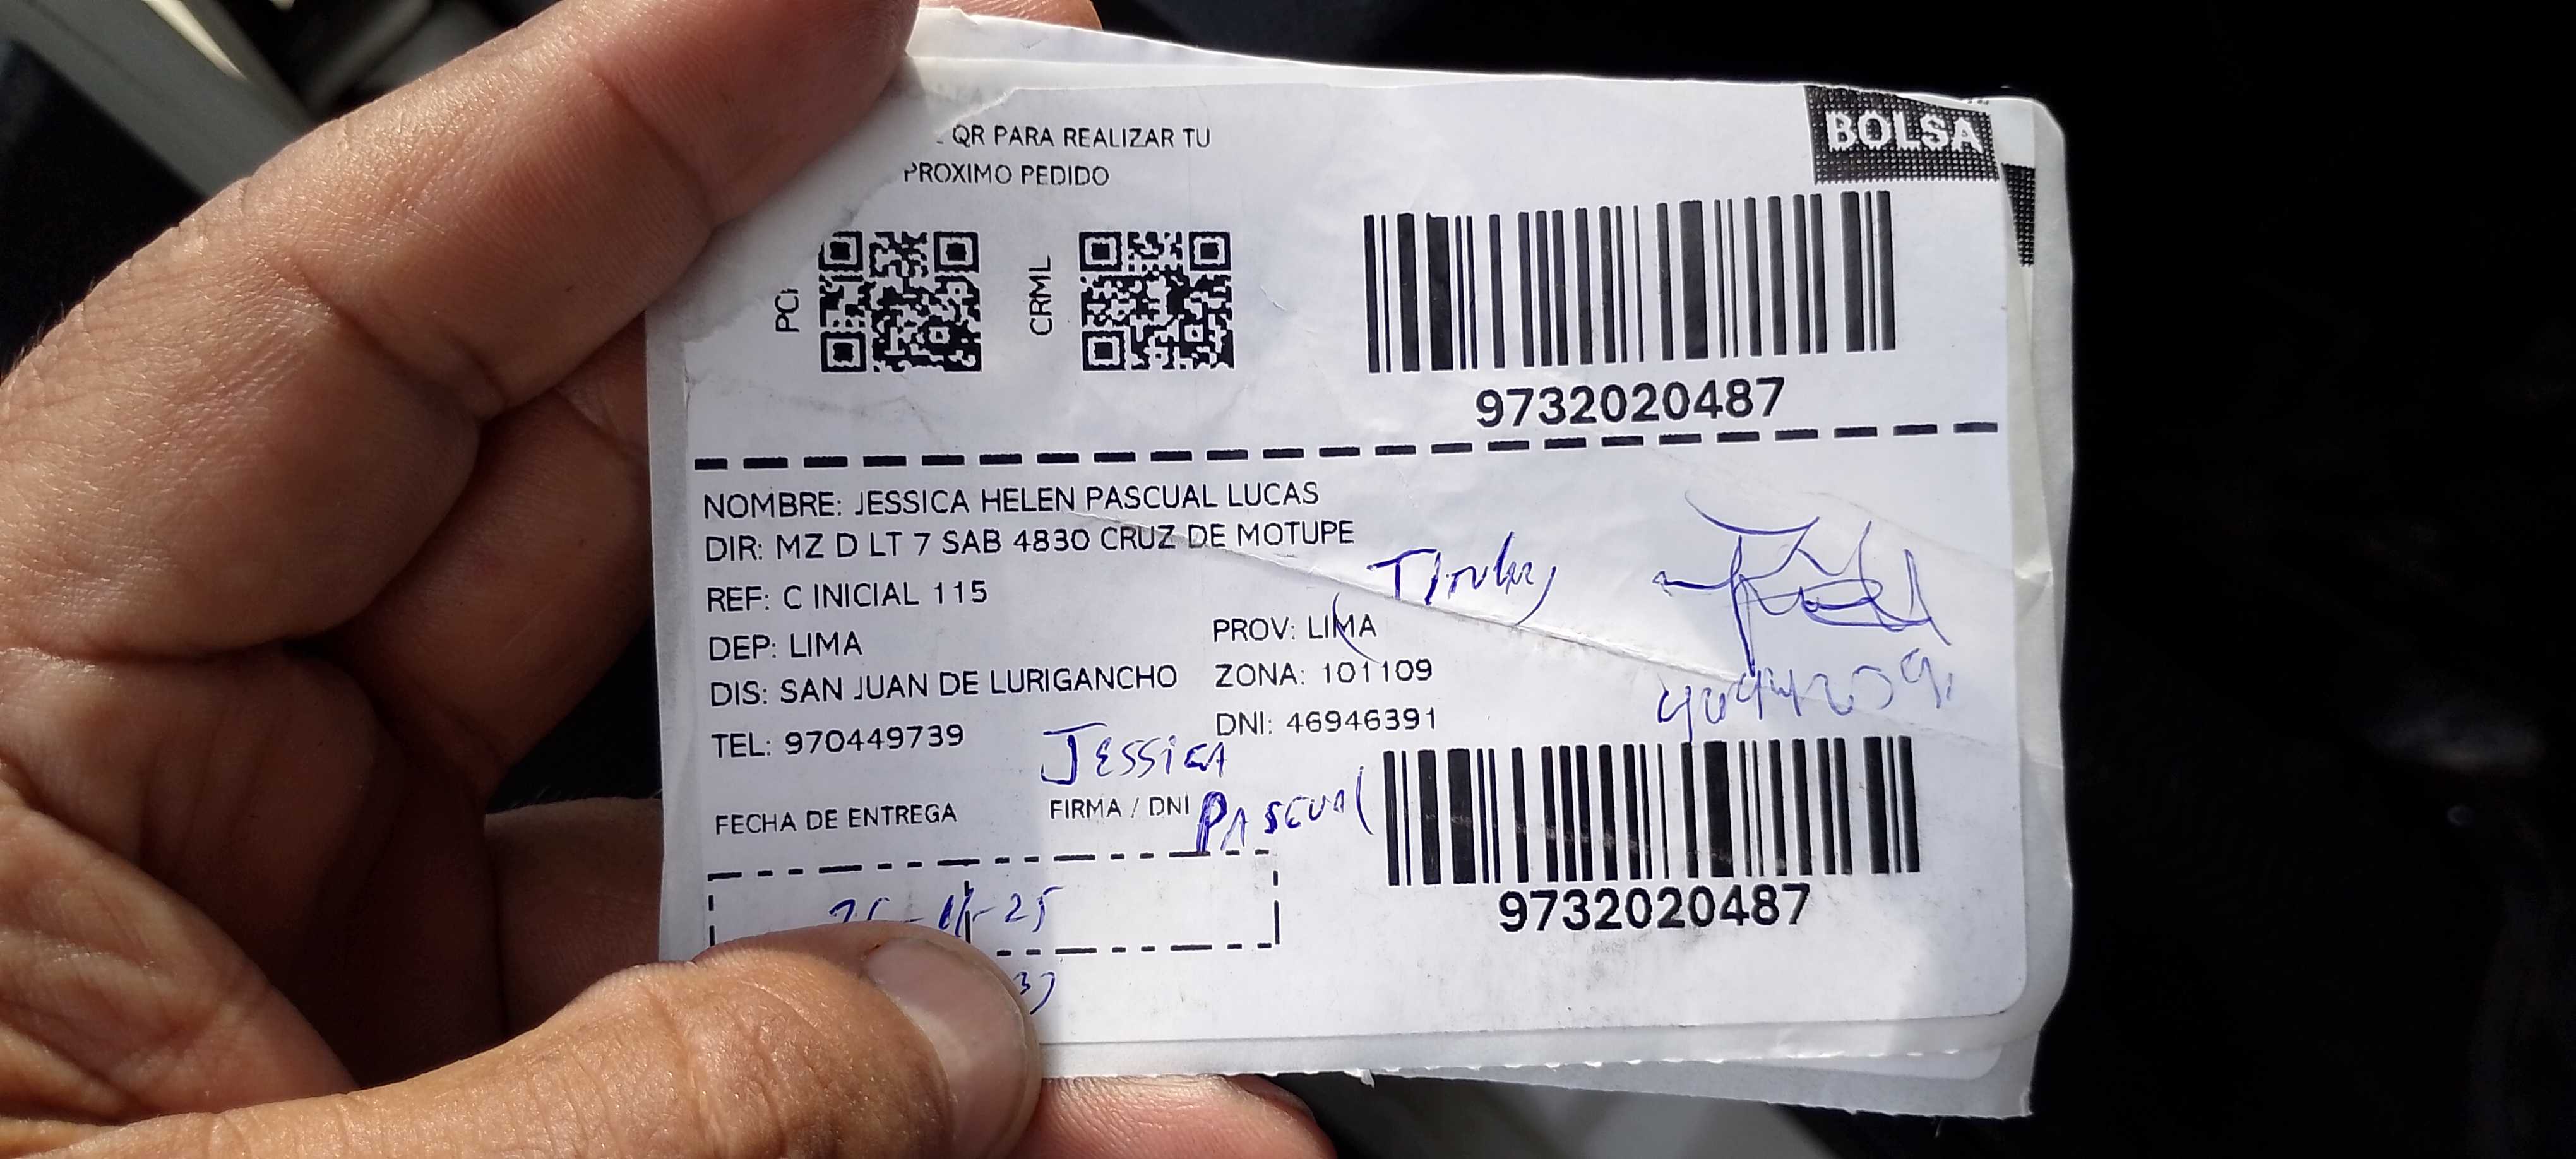 QR PARA REALIZAR TU
PROXIMO PEDIDO
BOLSA
PCI
CRML
9732020487
NOMBRE: JESSICA HELEN PASCUAL LUCAS
DIR: MZ D LT 7 SAB 4830 CRUZ DE MOTUPE
REF: C INICIAL 115
DEP: LIMA
PROV: LIMA
DIS: SAN JUAN DE LURIGANCHO
ZONA: 101109
TEL: 970449739
DNI: 46946391
JESSICA
FECHA DE ENTREGA
FIRMA / DNI
PASCUAL
9732020487